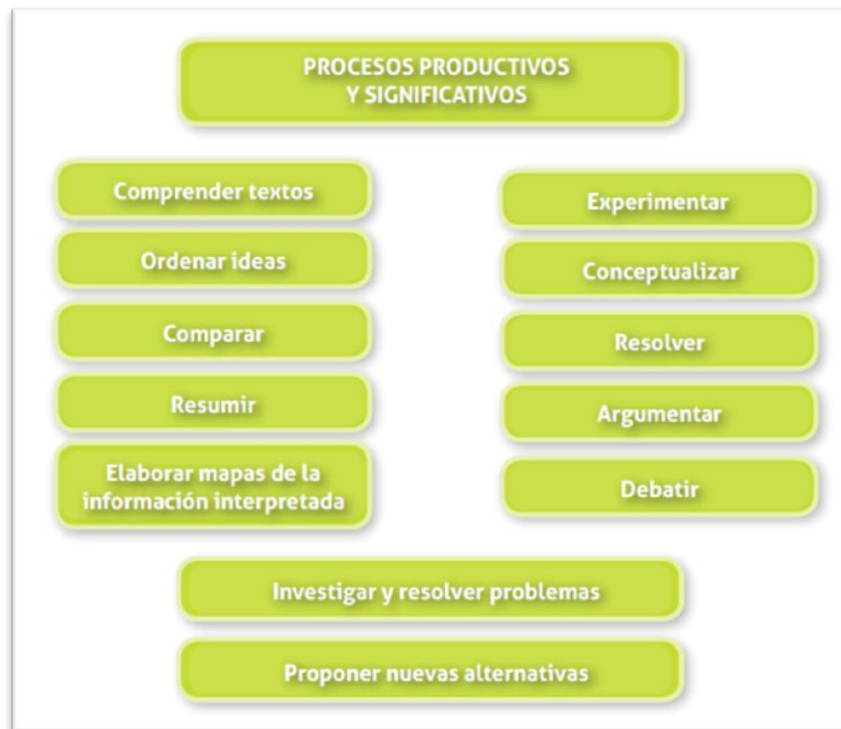 PROCESOS PRODUCTIVOS
Y SIGNIFICATIVOS
Comprender textos
Ordenar ideas
Comparar
Resumir
Elaborar mapas de la
información interpretada
Experimentar
Conceptualizar
Resolver
Argumentar
Debatir
Investigar y resolver problemas
Proponer nuevas alternativas